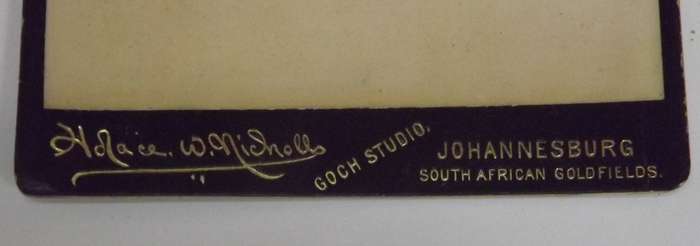 Horace. W. Nicholls
GOCH STUDIO.
JOHANNESBURG
SOUTH AFRICAN GOLDFIELDS.